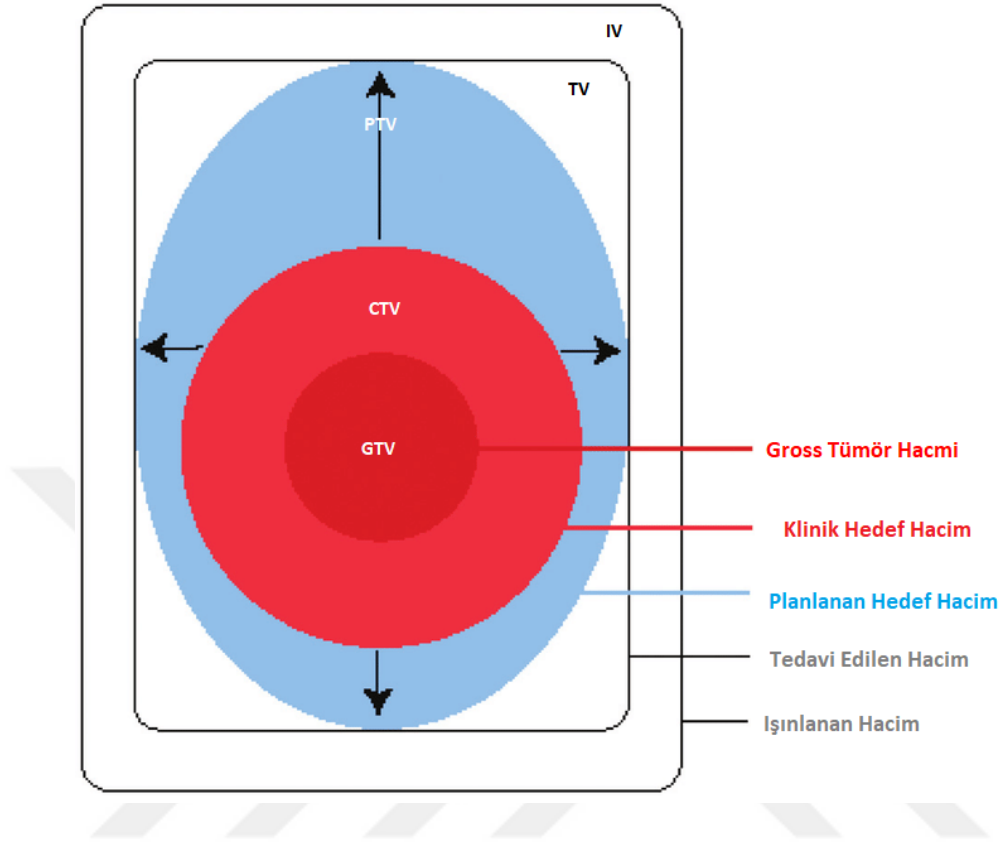 IV
TV
PTV
CTV
GTV
Gross Tümör Hacmi
Klinik Hedef Hacim
Planlanan Hedef Hacim
Tedavi Edilen Hacim
Işınlanan Hacim